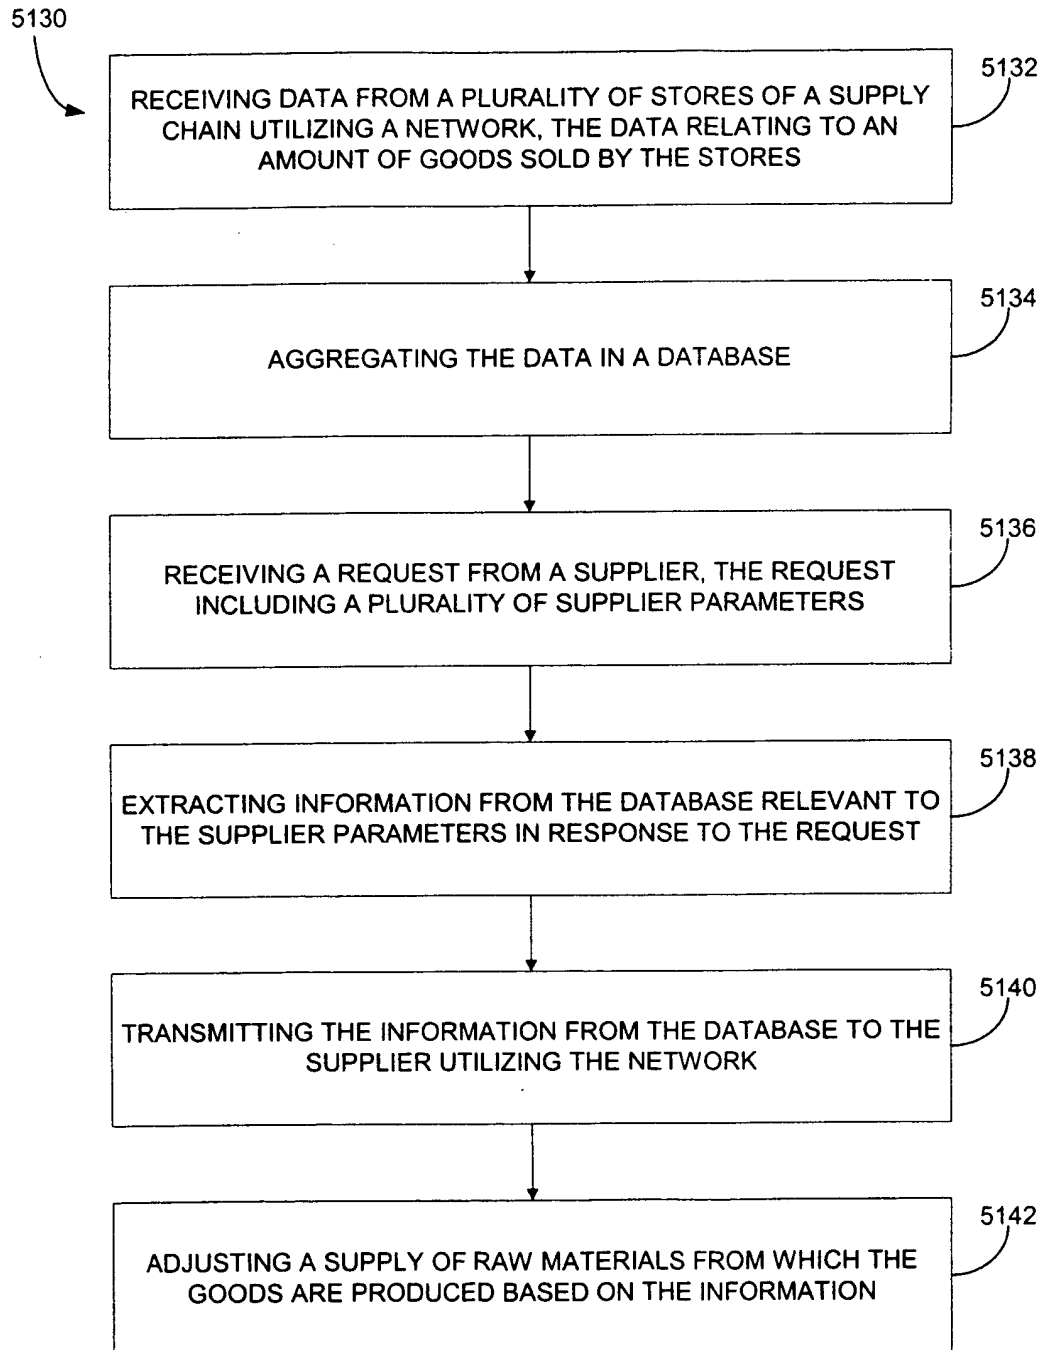 5130
5132
RECEIVING DATA FROM A PLURALITY OF STORES OF A SUPPLY
CHAIN UTILIZING A NETWORK, THE DATA RELATING TO AN
AMOUNT OF GOODS SOLD BY THE STORES
5134
AGGREGATING THE DATA IN A DATABASE
5136
RECEIVING A REQUEST FROM A SUPPLIER, THE REQUEST
INCLUDING A PLURALITY OF SUPPLIER PARAMETERS
5138
EXTRACTING INFORMATION FROM THE DATABASE RELEVANT TO
THE SUPPLIER PARAMETERS IN RESPONSE TO THE REQUEST
5140
TRANSMITTING THE INFORMATION FROM THE DATABASE TO THE
SUPPLIER UTILIZING THE NETWORK
5142
ADJUSTING A SUPPLY OF RAW MATERIALS FROM WHICH THE
GOODS ARE PRODUCED BASED ON THE INFORMATION